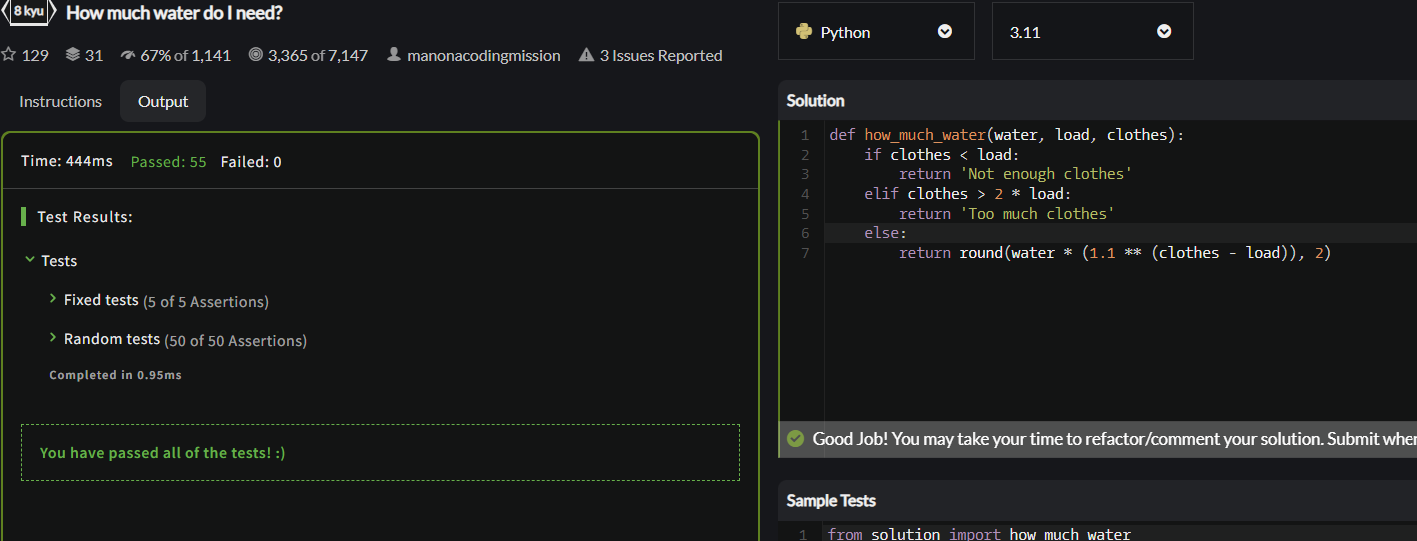 8 kyu How much water do I need?
129 31 67% of 1,141 3,365 of 7,147 manonacodingmission 3 Issues Reported
Instructions Output
Time: 444ms Passed: 55 Failed: 0
Test Results:
Tests
Fixed tests (5 of 5 Assertions)
Random tests (50 of 50 Assertions)
Completed in 0.95ms
You have passed all of the tests! :)
Python 3.11
Solution
1 def how_much_water(water, load, clothes):
2 if clothes < load:
3 return 'Not enough clothes'
4 elif clothes > 2 * load:
5 return 'Too much clothes'
6 else:
7 return round(water * (1.1 ** (clothes - load)), 2)
Good Job! You may take your time to refactor/comment your solution. Submit when
Sample Tests
1 from solution import how_much_water